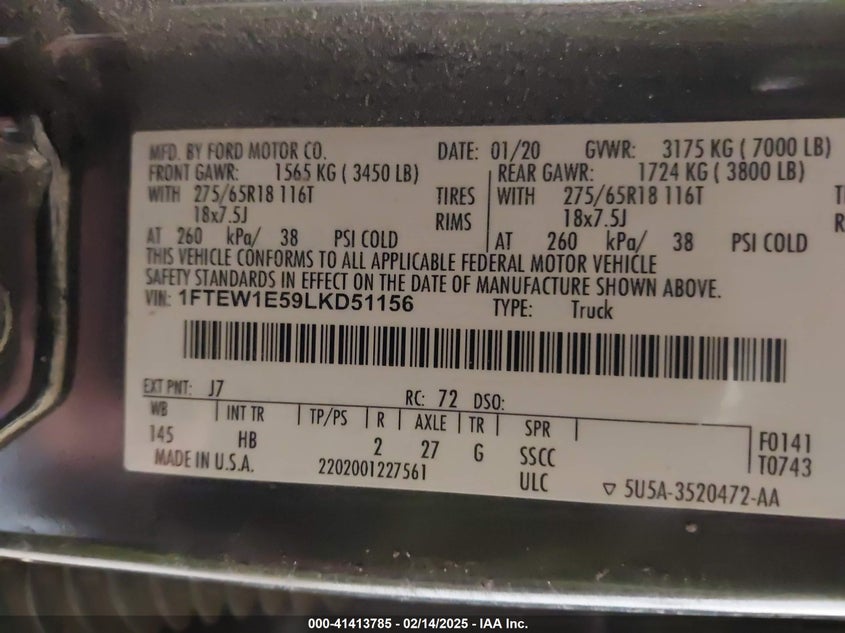 MFD. BY FORD MOTOR CO. DATE: 01/20 GVWR: 3175 KG ( 7000 LB)
FRONT GAWR: 1565 KG ( 3450 LB) REAR GAWR: 1724 KG ( 3800 LB)
WITH 275/65R18 116T TIRES WITH 275/65R18 116T
18x7.5J RIMS 18x7.5J
AT 260 kPa/ 38 PSI COLD AT 260 kPa/ 38 PSI COLD
THIS VEHICLE CONFORMS TO ALL APPLICABLE FEDERAL MOTOR VEHICLE
SAFETY STANDARDS IN EFFECT ON THE DATE OF MANUFACTURE SHOWN ABOVE.
VIN: 1FTEW1E59LKD51156 TYPE: Truck
EXT PNT: J7 RC: 72 DSO:
WB INT TR TP/PS R AXLE TR SPR
145 HB 2 27 G SSCC F0141
MADE IN U.S.A. 2202001227561 ULC T0743
▽ 5U5A-3520472-AA
000-41413785 - 02/14/2025 - IAA Inc.